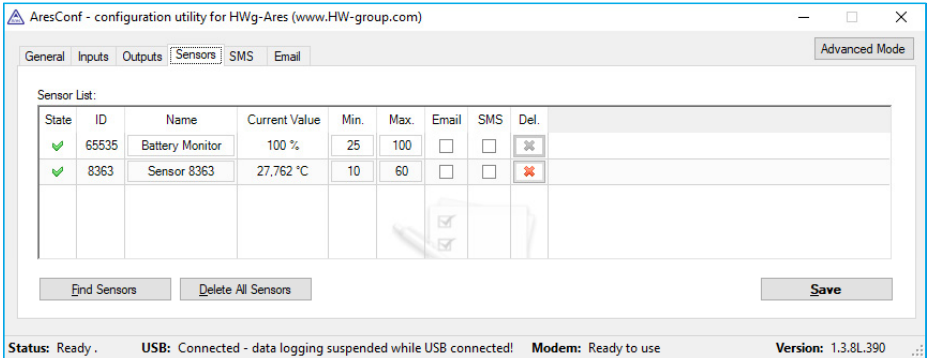 AresConf - configuration utility for HWg-Ares (www.HW-group.com)
Advanced Mode
General Inputs Outputs Sensors SMS Email
Sensor List:
State ID Name Current Value Min. Max. Email SMS Del.
65535 Battery Monitor 100 % 25 100
8363 Sensor 8363 27,762 °C 10 60
Find Sensors Delete All Sensors Save
Status: Ready . USB: Connected - data logging suspended while USB connected! Modem: Ready to use Version: 1.3.8L.390